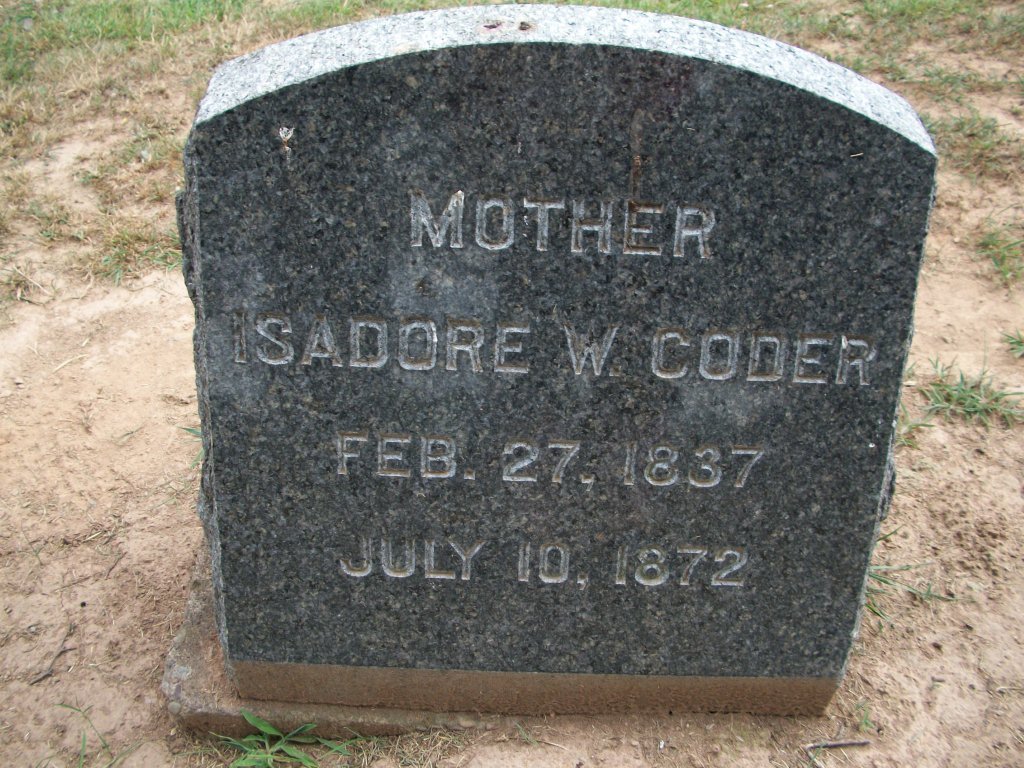 MOTHER
ISADORE W. CODER
FEB. 27, 1837
JULY 10, 1872